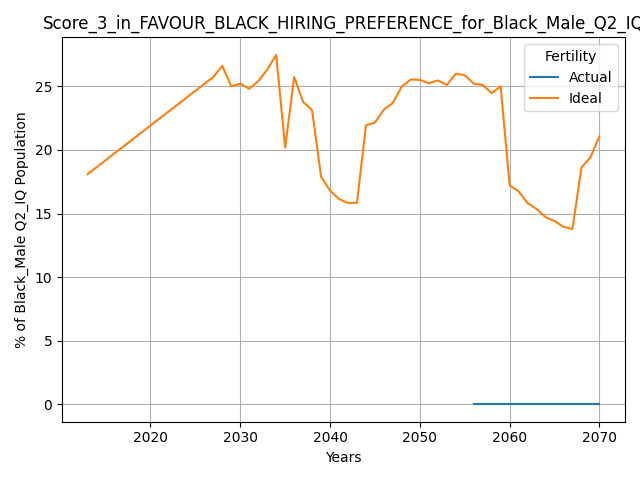 Score_3_in_FAVOUR_BLACK_HIRING_PREFERENCE_for_Black_Male_Q2_IQ
Fertility
Actual
Ideal
% of Black_Male Q2_IQ Population
25
20
15
10
5
0
2020 2030 2040 2050 2060 2070
Years